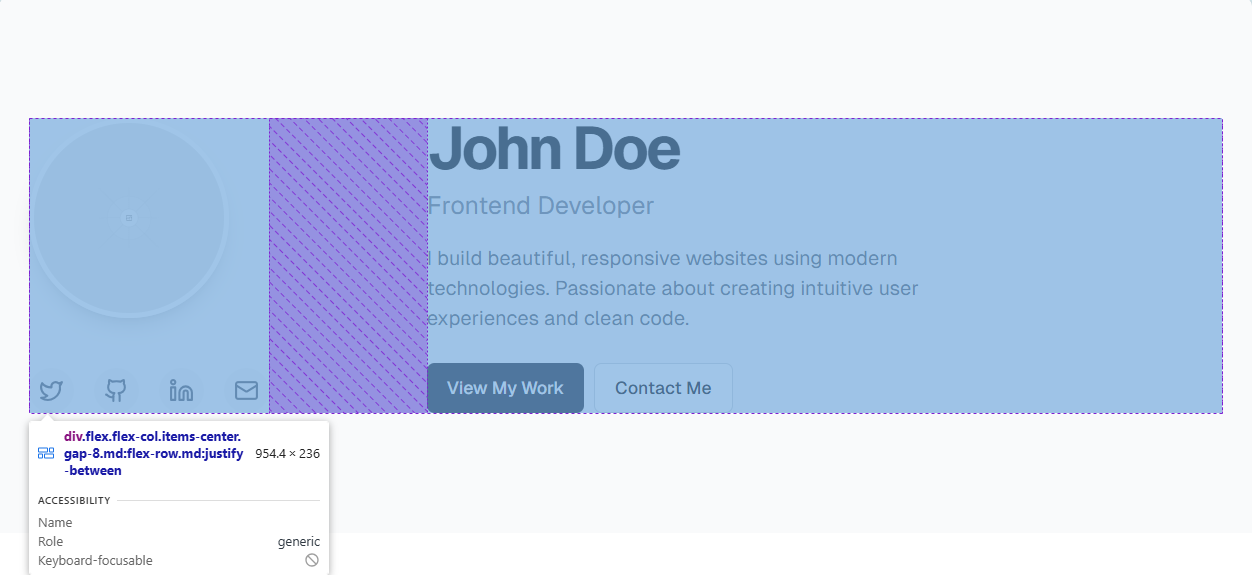 John Doe
Frontend Developer
I build beautiful, responsive websites using modern
technologies. Passionate about creating intuitive user
experiences and clean code.
View My Work
Contact Me
div.flex.flex-col.items-center.
gap-8.md:flex-row.md:justify
-between
954.4 × 236
ACCESSIBILITY
Name
Role
generic
Keyboard-focusable